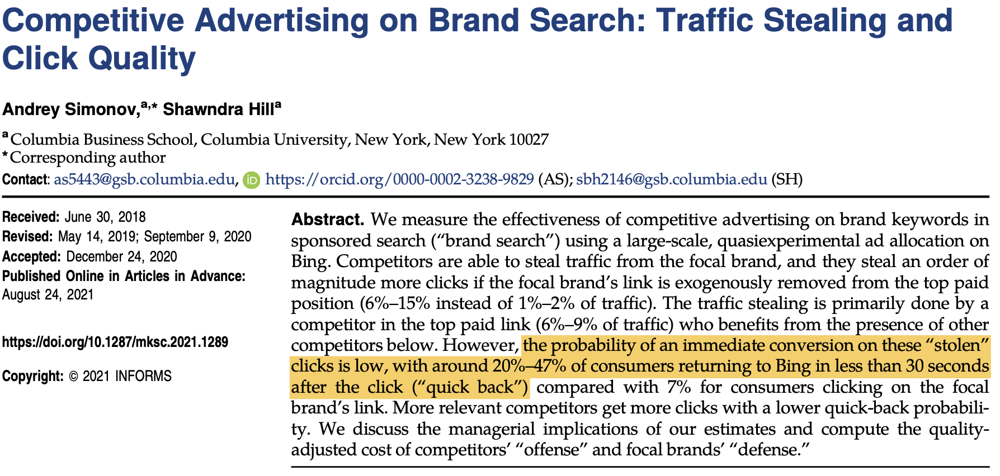 Competitive Advertising on Brand Search: Traffic Stealing and
Click Quality
Andrey Simonov,a,* Shawndra Hilla
a Columbia Business School, Columbia University, New York, New York 10027
* Corresponding author
Contact: as5443@gsb.columbia.edu, iD https://orcid.org/0000-0002-3238-9829 (AS); sbh2146@gsb.columbia.edu (SH)
Received: June 30, 2018
Revised: May 14, 2019; September 9, 2020
Accepted: December 24, 2020
Published Online in Articles in Advance:
August 24, 2021
https://doi.org/10.1287/mksc.2021.1289
Copyright: © 2021 INFORMS
Abstract. We measure the effectiveness of competitive advertising on brand keywords in
sponsored search (“brand search”) using a large-scale, quasiexperimental ad allocation on
Bing. Competitors are able to steal traffic from the focal brand, and they steal an order of
magnitude more clicks if the focal brand’s link is exogenously removed from the top paid
position (6%–15% instead of 1%–2% of traffic). The traffic stealing is primarily done by a
competitor in the top paid link (6%–9% of traffic) who benefits from the presence of other
competitors below. However, the probability of an immediate conversion on these “stolen”
clicks is low, with around 20%–47% of consumers returning to Bing in less than 30 seconds
after the click (“quick back”) compared with 7% for consumers clicking on the focal
brand’s link. More relevant competitors get more clicks with a lower quick-back probabili-
ty. We discuss the managerial implications of our estimates and compute the quality-
adjusted cost of competitors’ “offense” and focal brands’ “defense.”